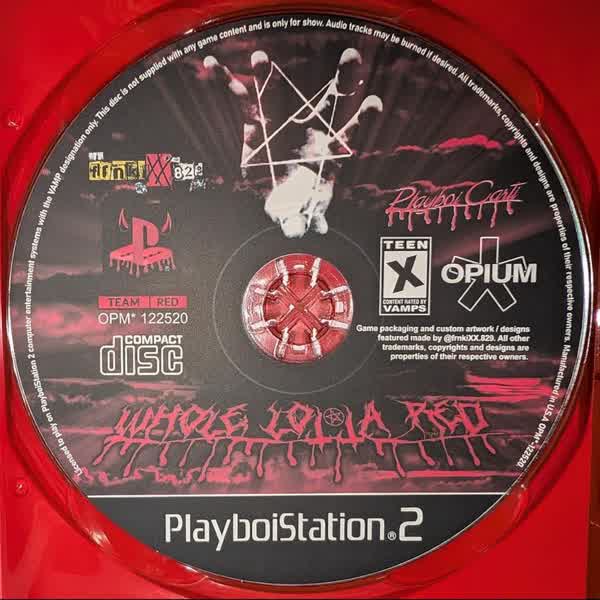 Licensed to play on PlayboiStation 2 computer entertainment systems with the VAMP designation only. This disc is not supplied with any game content and is only for show. Audio tracks may be burned if desired. All trademarks, copyrights and designs are properties of their respective owners. Manufactured in U.S.A OPM*-122520.
829
Playboi Carti
TEEN
X
CONTENT RATED BY
VAMPS
OPIUM
TEAM RED
OPM* 122520
COMPACT
disc
Game packaging and custom artwork / designs
featured made by @frnkiXX.829. All other
trademarks, copyrights and designs are
properties of their respective owners.
WHOLE LOTTA RED
PlayboiStation®2